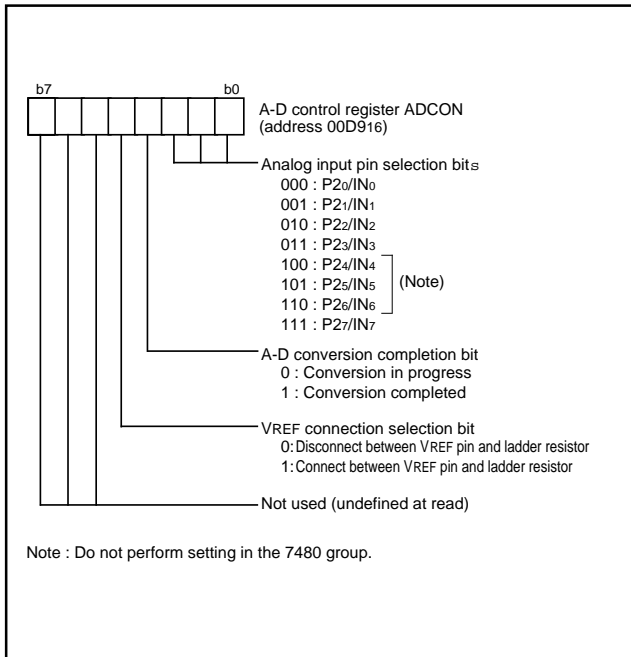 b7 b0
A-D control register ADCON
(address 00D916)
Analog input pin selection bits
000 : P20/IN0
001 : P21/IN1
010 : P22/IN2
011 : P23/IN3
100 : P24/IN4
101 : P25/IN5 (Note)
110 : P26/IN6
111 : P27/IN7
A-D conversion completion bit
0 : Conversion in progress
1 : Conversion completed
VREF connection selection bit
0: Disconnect between VREF pin and ladder resistor
1: Connect between VREF pin and ladder resistor
Not used (undefined at read)
Note : Do not perform setting in the 7480 group.